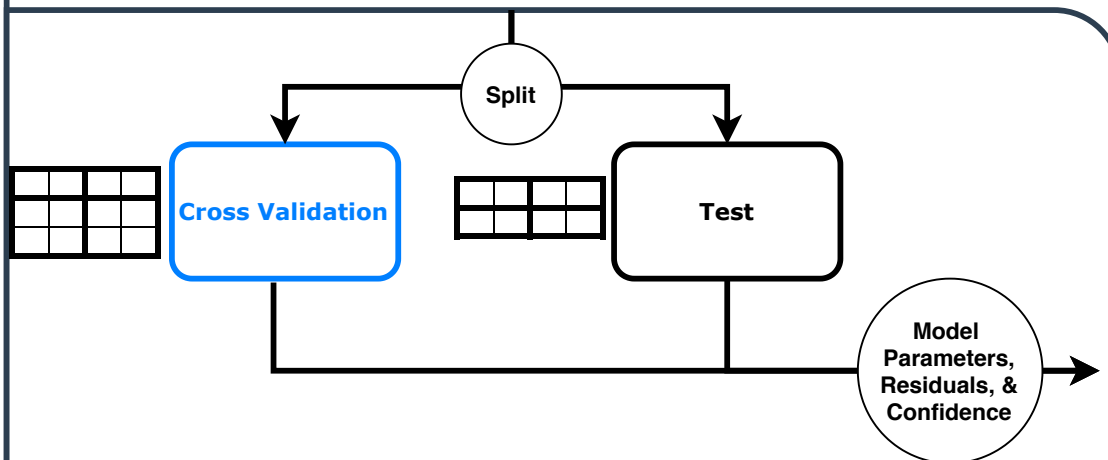 Split
Cross Validation
Test
Model
Parameters,
Residuals, &
Confidence